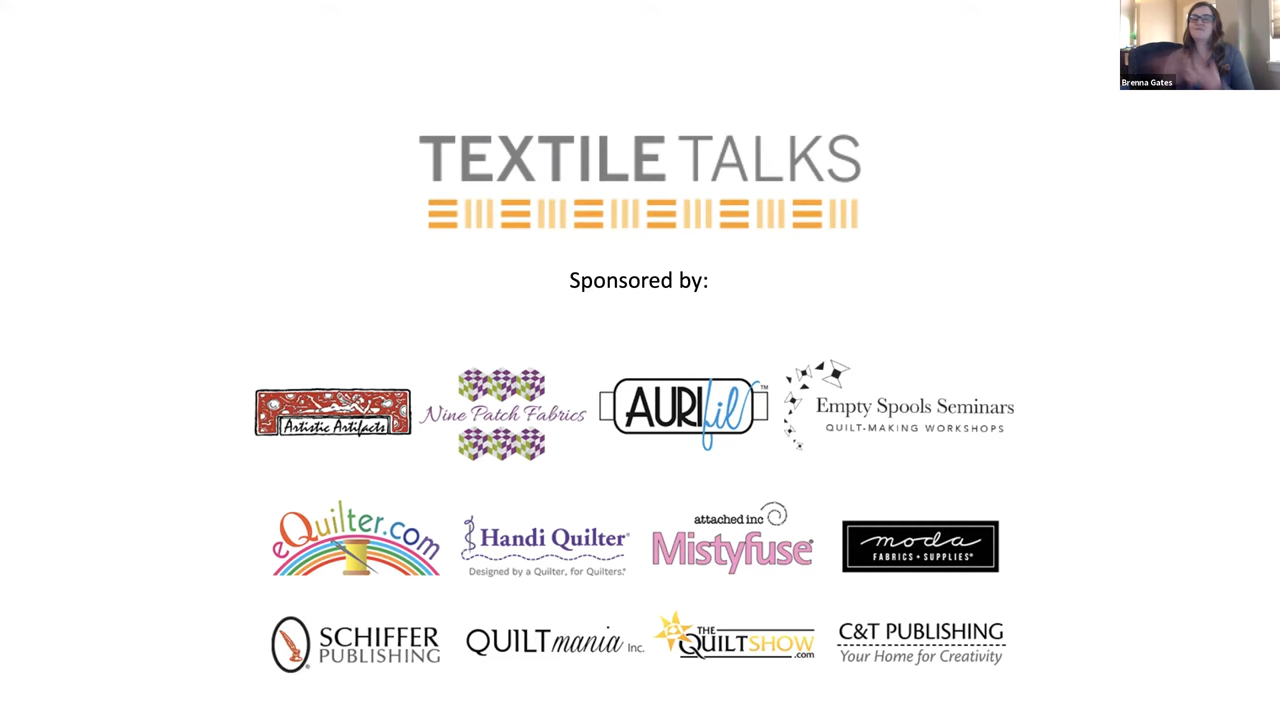 Brenna Gates
TEXTILE TALKS
Sponsored by:
Artistic Artifacts
Nine Patch Fabrics
AURIfil™
Empty Spools Seminars
QUILT-MAKING WORKSHOPS
eQuilter.com
Handi Quilter®
Designed by a Quilter, for Quilters.®
attached inc
Mistyfuse®
moda
FABRICS + SUPPLIES®
SCHIFFER
PUBLISHING
®
QUILTmania Inc.
THE
QUILTSHOW
.com
C&T PUBLISHING
Your Home for Creativity